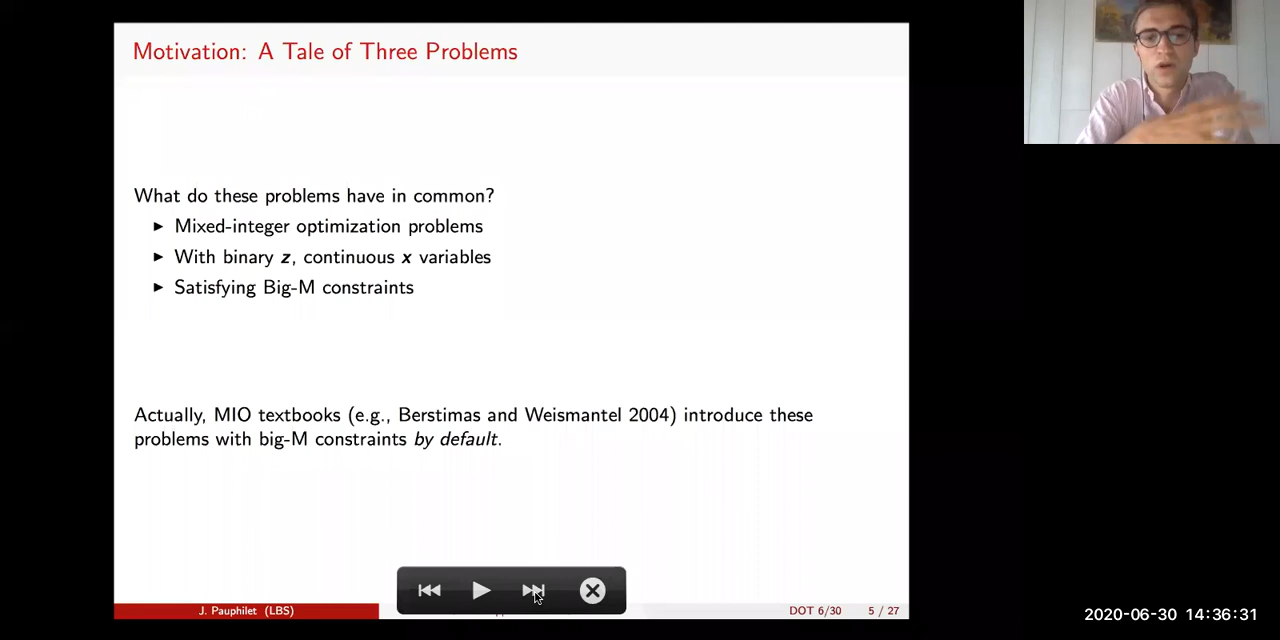 Motivation: A Tale of Three Problems
What do these problems have in common?
Mixed-integer optimization problems
With binary z, continuous x variables
Satisfying Big-M constraints
Actually, MIO textbooks (e.g., Berstimas and Weismantel 2004) introduce these
problems with big-M constraints by default.
J. Pauphilet (LBS)
DOT 6/30
5 / 27
2020-06-30 14:36:31